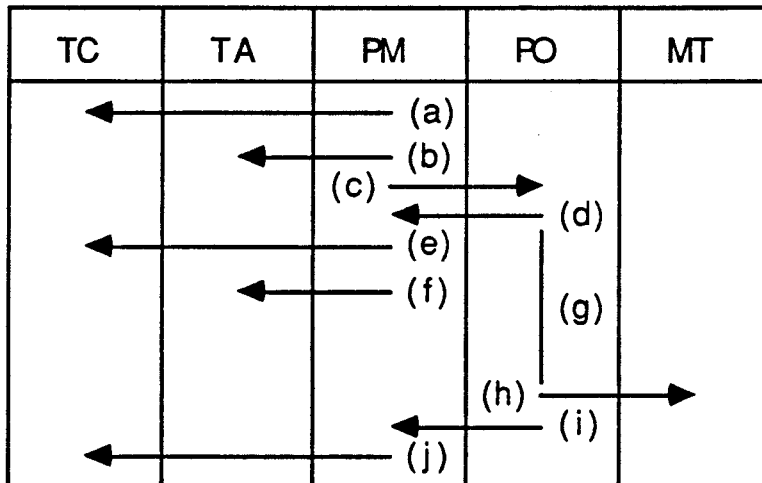 TC TA PM PO MT
(a)
(b)
(c)
(d)
(e)
(f)
(g)
(h)
(i)
(j)